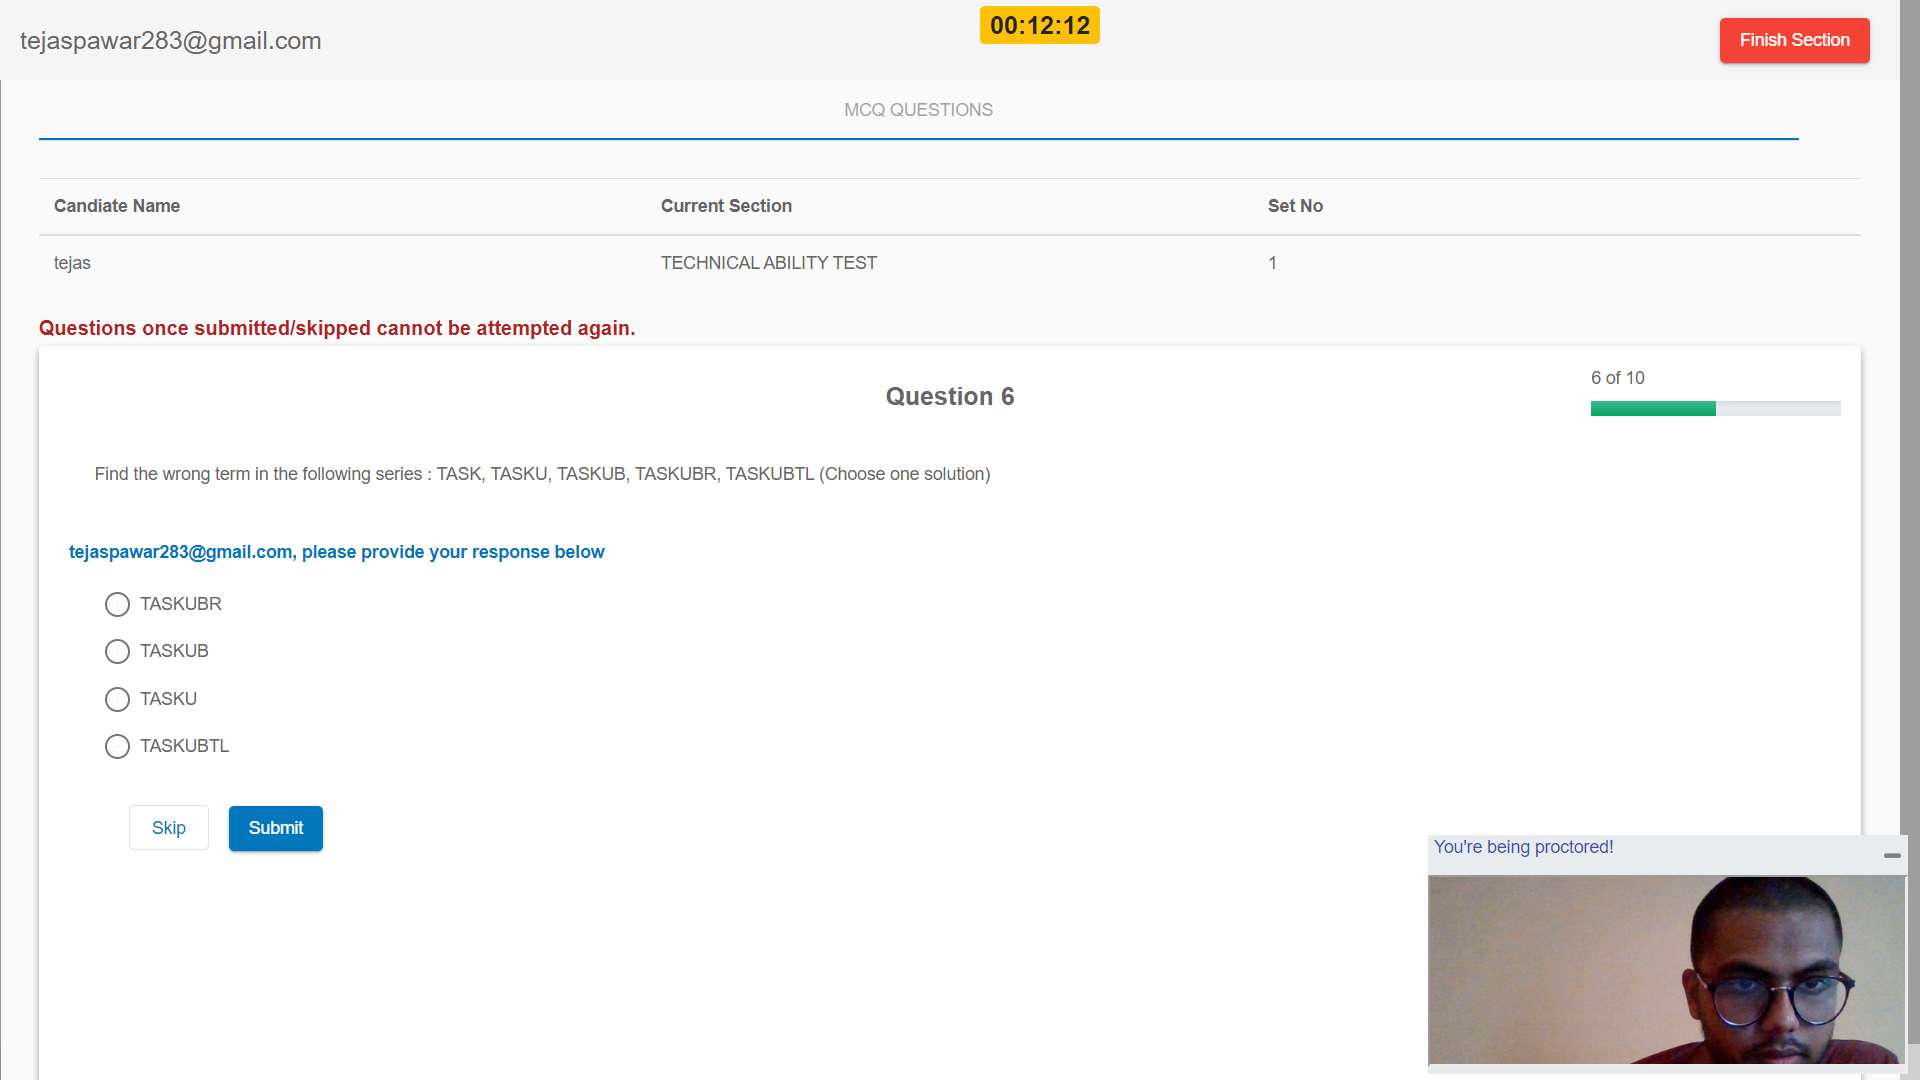 tejaspawar283@gmail.com
00:12:12
Finish Section
MCQ QUESTIONS
Candiate Name Current Section Set No
tejas TECHNICAL ABILITY TEST 1
Questions once submitted/skipped cannot be attempted again.
Question 6
6 of 10
Find the wrong term in the following series : TASK, TASKU, TASKUB, TASKUBR, TASKUBTL (Choose one solution)
tejaspawar283@gmail.com, please provide your response below
TASKUBR
TASKUB
TASKU
TASKUBTL
Skip Submit
You're being proctored!